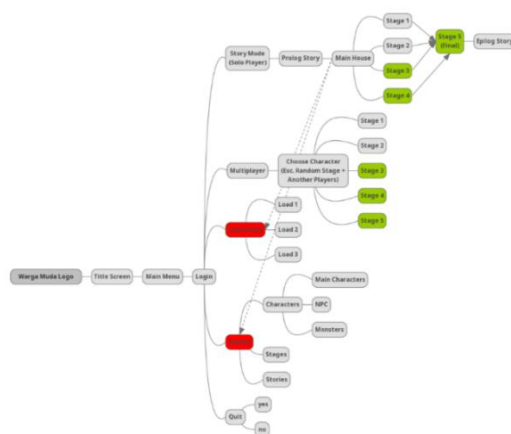 Stage 1
Stage 2
Stage 3
Stage 4
Stage 5
(Final)
Epilog Story
Story Mode
(Solo Player)
Prolog Story
Main House
Stage 1
Stage 2
Stage 3
Stage 4
Stage 5
Multiplayer
Choose Character
(Esc. Random Stage +
Another Players)
Load 1
Load 2
Load 3
Warga Muda Logo
Title Screen
Main Menu
Login
Characters
Main Characters
NPC
Monsters
Stages
Stories
Quit
yes
no